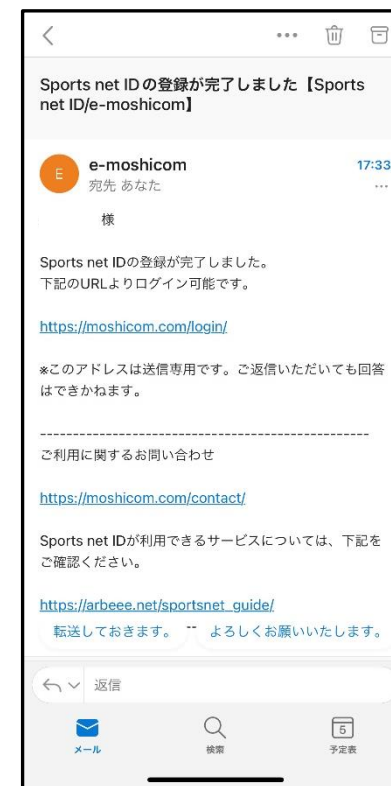 Sports net IDの登録が完了しました【Sports
net ID/e-moshicom】
E
e-moshicom
17:33
宛先 あなた
様
Sports net IDの登録が完了しました。
下記のURLよりログイン可能です。
https://moshicom.com/login/
※このアドレスは送信専用です。ご返信いただいても回答
はできかねます。
--------------------------------------------------
ご利用に関するお問い合わせ
https://moshicom.com/contact/
Sports net IDが利用できるサービスについては、下記を
ご確認ください。
https://arbeee.net/sportsnet_guide/
転送しておきます。 -- よろしくお願いいたします。
返信
メール
検索
5
予定表